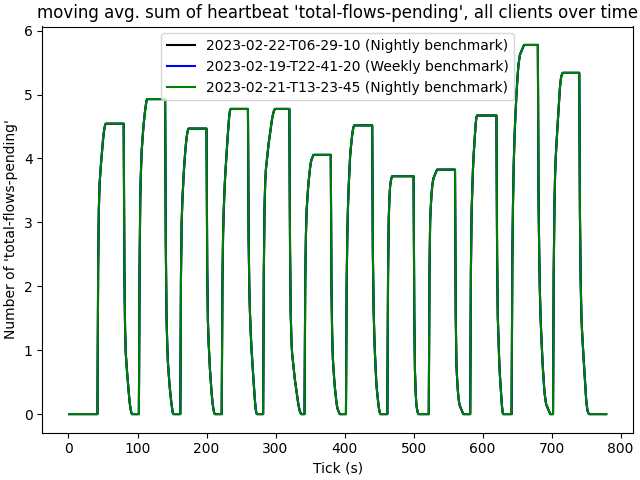 moving avg. sum of heartbeat 'total-flows-pending', all clients over time
2023-02-22-T06-29-10 (Nightly benchmark)
2023-02-19-T22-41-20 (Weekly benchmark)
2023-02-21-T13-23-45 (Nightly benchmark)
Number of 'total-flows-pending'
6
5
4
3
2
1
0
0 100 200 300 400 500 600 700 800
Tick (s)